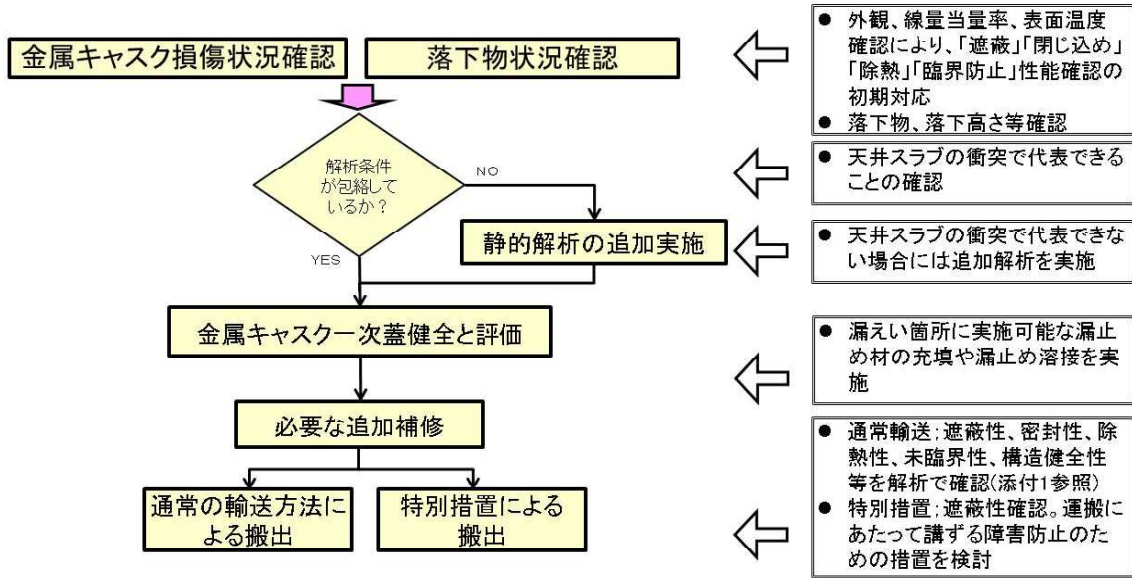 金属キャスク損傷状況確認
落下物状況確認
● 外観、線量当量率、表面温度
確認により、「遮蔽」「閉じ込め」
「除熱」「臨界防止」性能確認の
初期対応
● 落下物、落下高さ等確認
解析条件
が包絡して
いるか？
NO
YES
● 天井スラブの衝突で代表できる
ことの確認
静的解析の追加実施
● 天井スラブの衝突で代表できな
い場合には追加解析を実施
金属キャスク一次蓋健全と評価
● 漏えい箇所に実施可能な漏止
め材の充填や漏止め溶接を実
施
必要な追加補修
通常の輸送方法に
よる搬出
特別措置による
搬出
● 通常輸送；遮蔽性、密封性、除
熱性、未臨界性、構造健全性
等を解析で確認(添付1参照)
● 特別措置；遮蔽性確認。運搬に
あたって講ずる障害防止のた
めの措置を検討